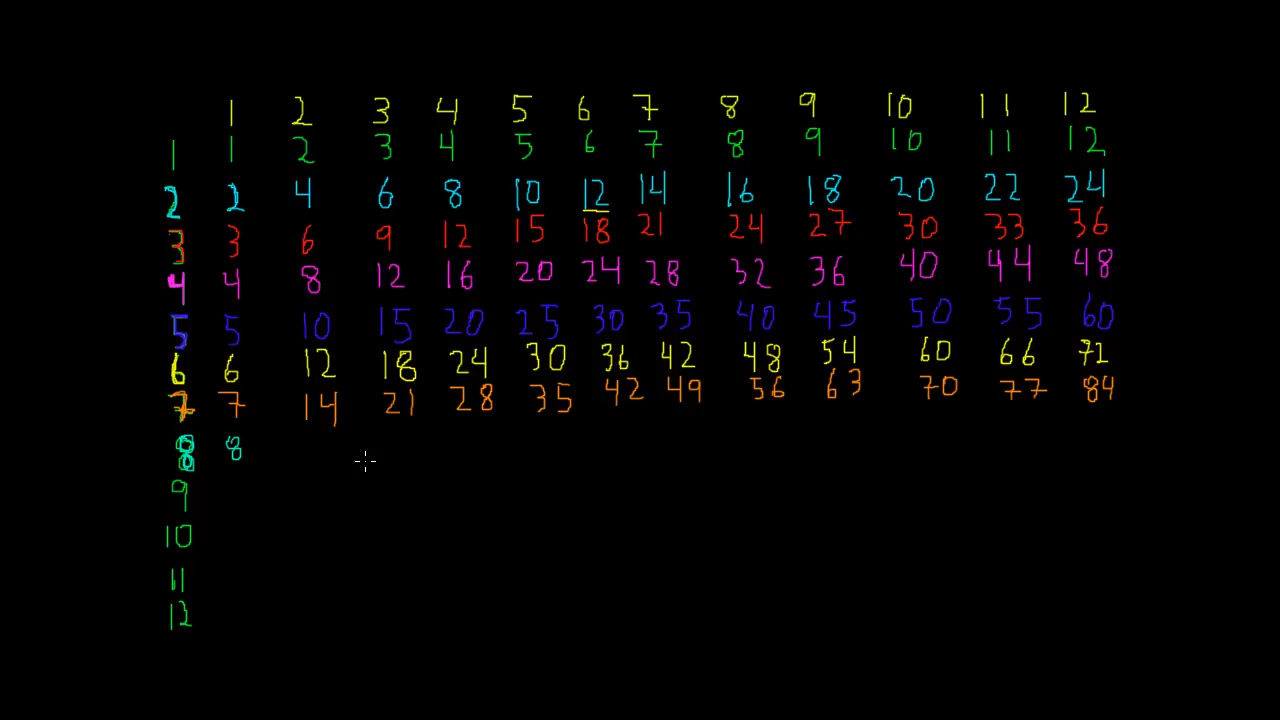 1 2 3 4 5 6 7 8 9 10 11 12
1 1 2 3 4 5 6 7 8 9 10 11 12
2 2 4 6 8 10 12 14 16 18 20 22 24
3 3 6 9 12 15 18 21 24 27 30 33 36
4 4 8 12 16 20 24 28 32 36 40 44 48
5 5 10 15 20 25 30 35 40 45 50 55 60
6 6 12 18 24 30 36 42 48 54 60 66 72
7 7 14 21 28 35 42 49 56 63 70 77 84
8 8
9
10
11
12